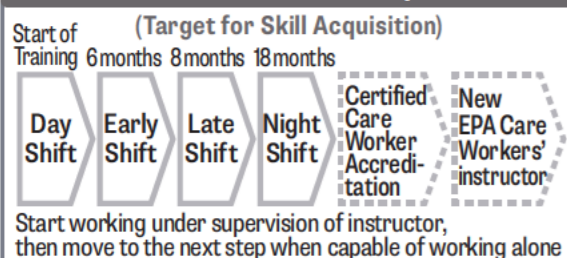 (Target for Skill Acquisition)
Start of
Training 6 months 8 months 18 months
Day
Shift
Early
Shift
Late
Shift
Night
Shift
Certified
Care
Worker
Accredi-
tation
New
EPA Care
Workers'
instructor
Start working under supervision of instructor,
then move to the next step when capable of working alone